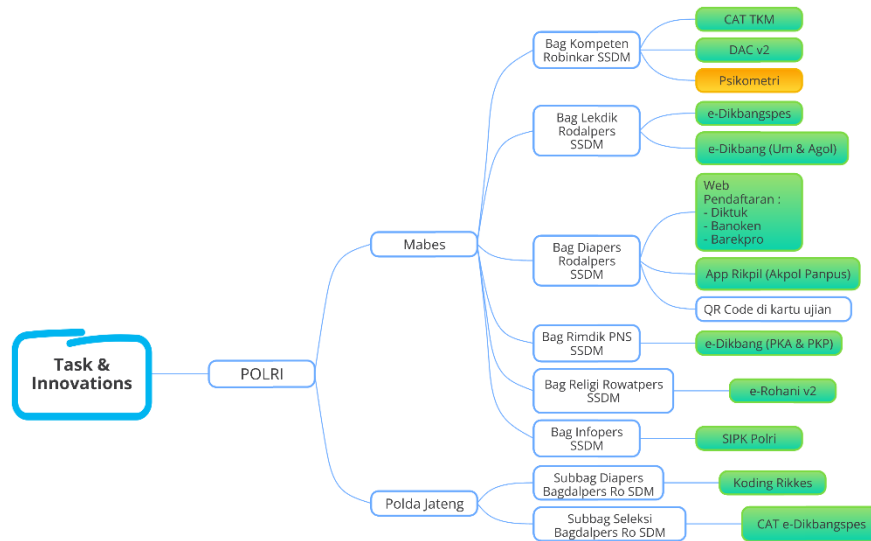 Task &
Innovations
POLRI
Mabes
Bag Kompeten
Robinkar SSDM
CAT TKM
DAC v2
Psikometri
Bag Lekdik
Rodalpers
SSDM
e-Dikbangspes
e-Dikbang (Um & Agol)
Bag Diapers
Rodalpers
SSDM
Web
Pendaftaran :
- Diktuk
- Banoken
- Barekpro
App Rikpil (Akpol Panpus)
QR Code di kartu ujian
Bag Rimdik PNS
SSDM
e-Dikbang (PKA & PKP)
Bag Religi Rowatpers
SSDM
e-Rohani v2
Bag Infopers
SSDM
SIPK Polri
Polda Jateng
Subbag Diapers
Bagdalpers Ro SDM
Koding Rikkes
Subbag Seleksi
Bagdalpers Ro SDM
CAT e-Dikbangspes